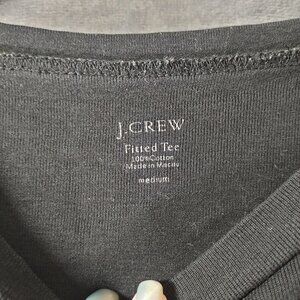 J.CREW
Fitted Tee
100% Cotton
Made in Macau
medium